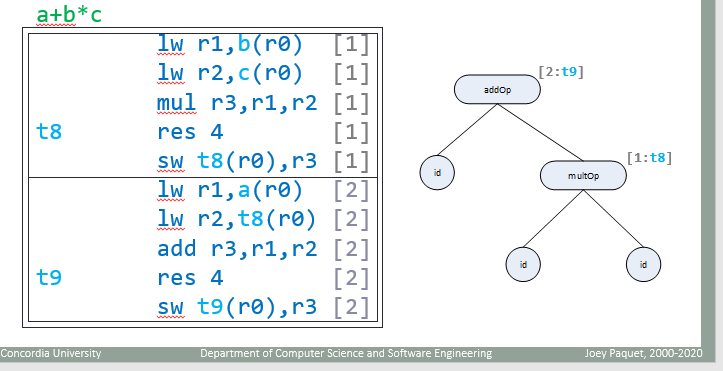 a+b*c
lw r1,b(r0) [1]
lw r2,c(r0) [1]
mul r3,r1,r2 [1]
t8 res 4 [1]
sw t8(r0),r3 [1]
lw r1,a(r0) [2]
lw r2,t8(r0) [2]
add r3,r1,r2 [2]
t9 res 4 [2]
sw t9(r0),r3 [2]
addOp [2:t9]
id
multOp [1:t8]
id id
Concordia University Department of Computer Science and Software Engineering Joey Paquet, 2000-2020